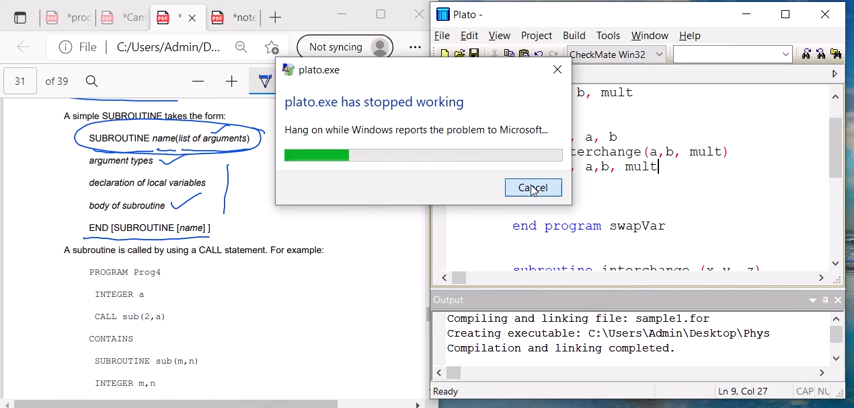 *proc
*Cam
*
*note
File
C:/Users/Admin/D...
Not syncing
31
of 39
A simple SUBROUTINE takes the form:
SUBROUTINE name(list of arguments)
argument types
declaration of local variables
body of subroutine
END [SUBROUTINE [name] ]
A subroutine is called by using a CALL statement. For example:
PROGRAM Prog4
INTEGER a
CALL sub(2,a)
CONTAINS
SUBROUTINE sub(m,n)
INTEGER m,n
plato.exe
plato.exe has stopped working
Hang on while Windows reports the problem to Microsoft...
Cancel
Plato -
File Edit View Project Build Tools Window Help
CheckMate Win32
b, mult
, a, b
terchange(a,b, mult)
, a,b, mult
end program swapVar
subroutine interchange (x,y, z)
Output
Compiling and linking file: sample1.for
Creating executable: C:\Users\Admin\Desktop\Phys
Compilation and linking completed.
Ready
Ln 9, Col 27
CAP NU